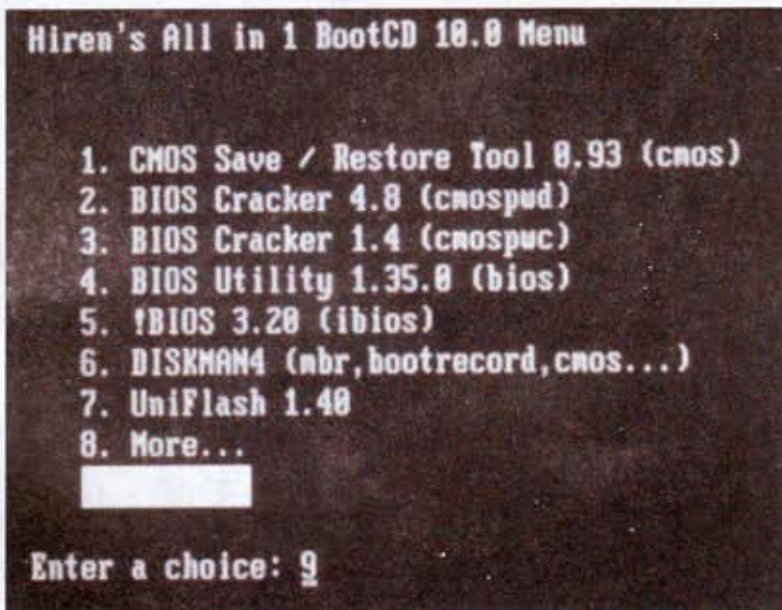 Hiren's All in 1 BootCD 10.0 Menu
1. CMOS Save / Restore Tool 0.93 (cmos)
2. BIOS Cracker 4.8 (cmospwd)
3. BIOS Cracker 1.4 (cmospwc)
4. BIOS Utility 1.35.0 (bios)
5. !BIOS 3.20 (ibios)
6. DISKMAN4 (mbr,bootrecord,cmos...)
7. UniFlash 1.40
8. More...
Enter a choice: 9